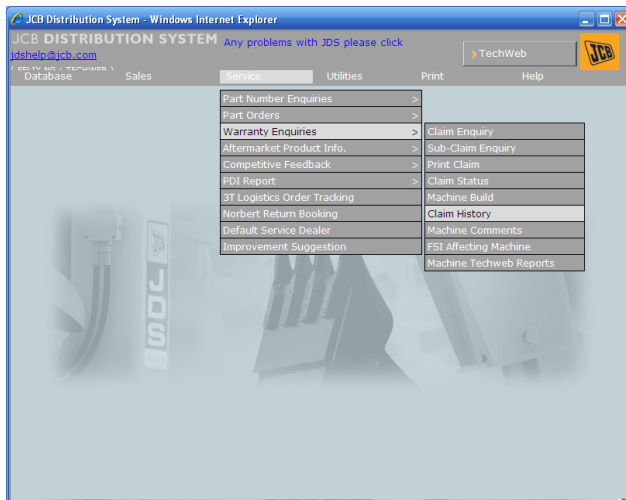 JCB Distribution System - Windows Internet Explorer
JCB DISTRIBUTION SYSTEM Any problems with JDS please click
jdshelp@jcb.com
TechWeb
JCB
Database Sales Service Utilities Print Help
Part Number Enquiries >
Part Orders >
Warranty Enquiries >
Aftermarket Product Info. >
Competitive Feedback >
PDI Report >
3T Logistics Order Tracking
Norbert Return Booking
Default Service Dealer
Improvement Suggestion
Claim Enquiry
Sub-Claim Enquiry
Print Claim
Claim Status
Machine Build
Claim History
Machine Comments
FSI Affecting Machine
Machine Techweb Reports
JDS